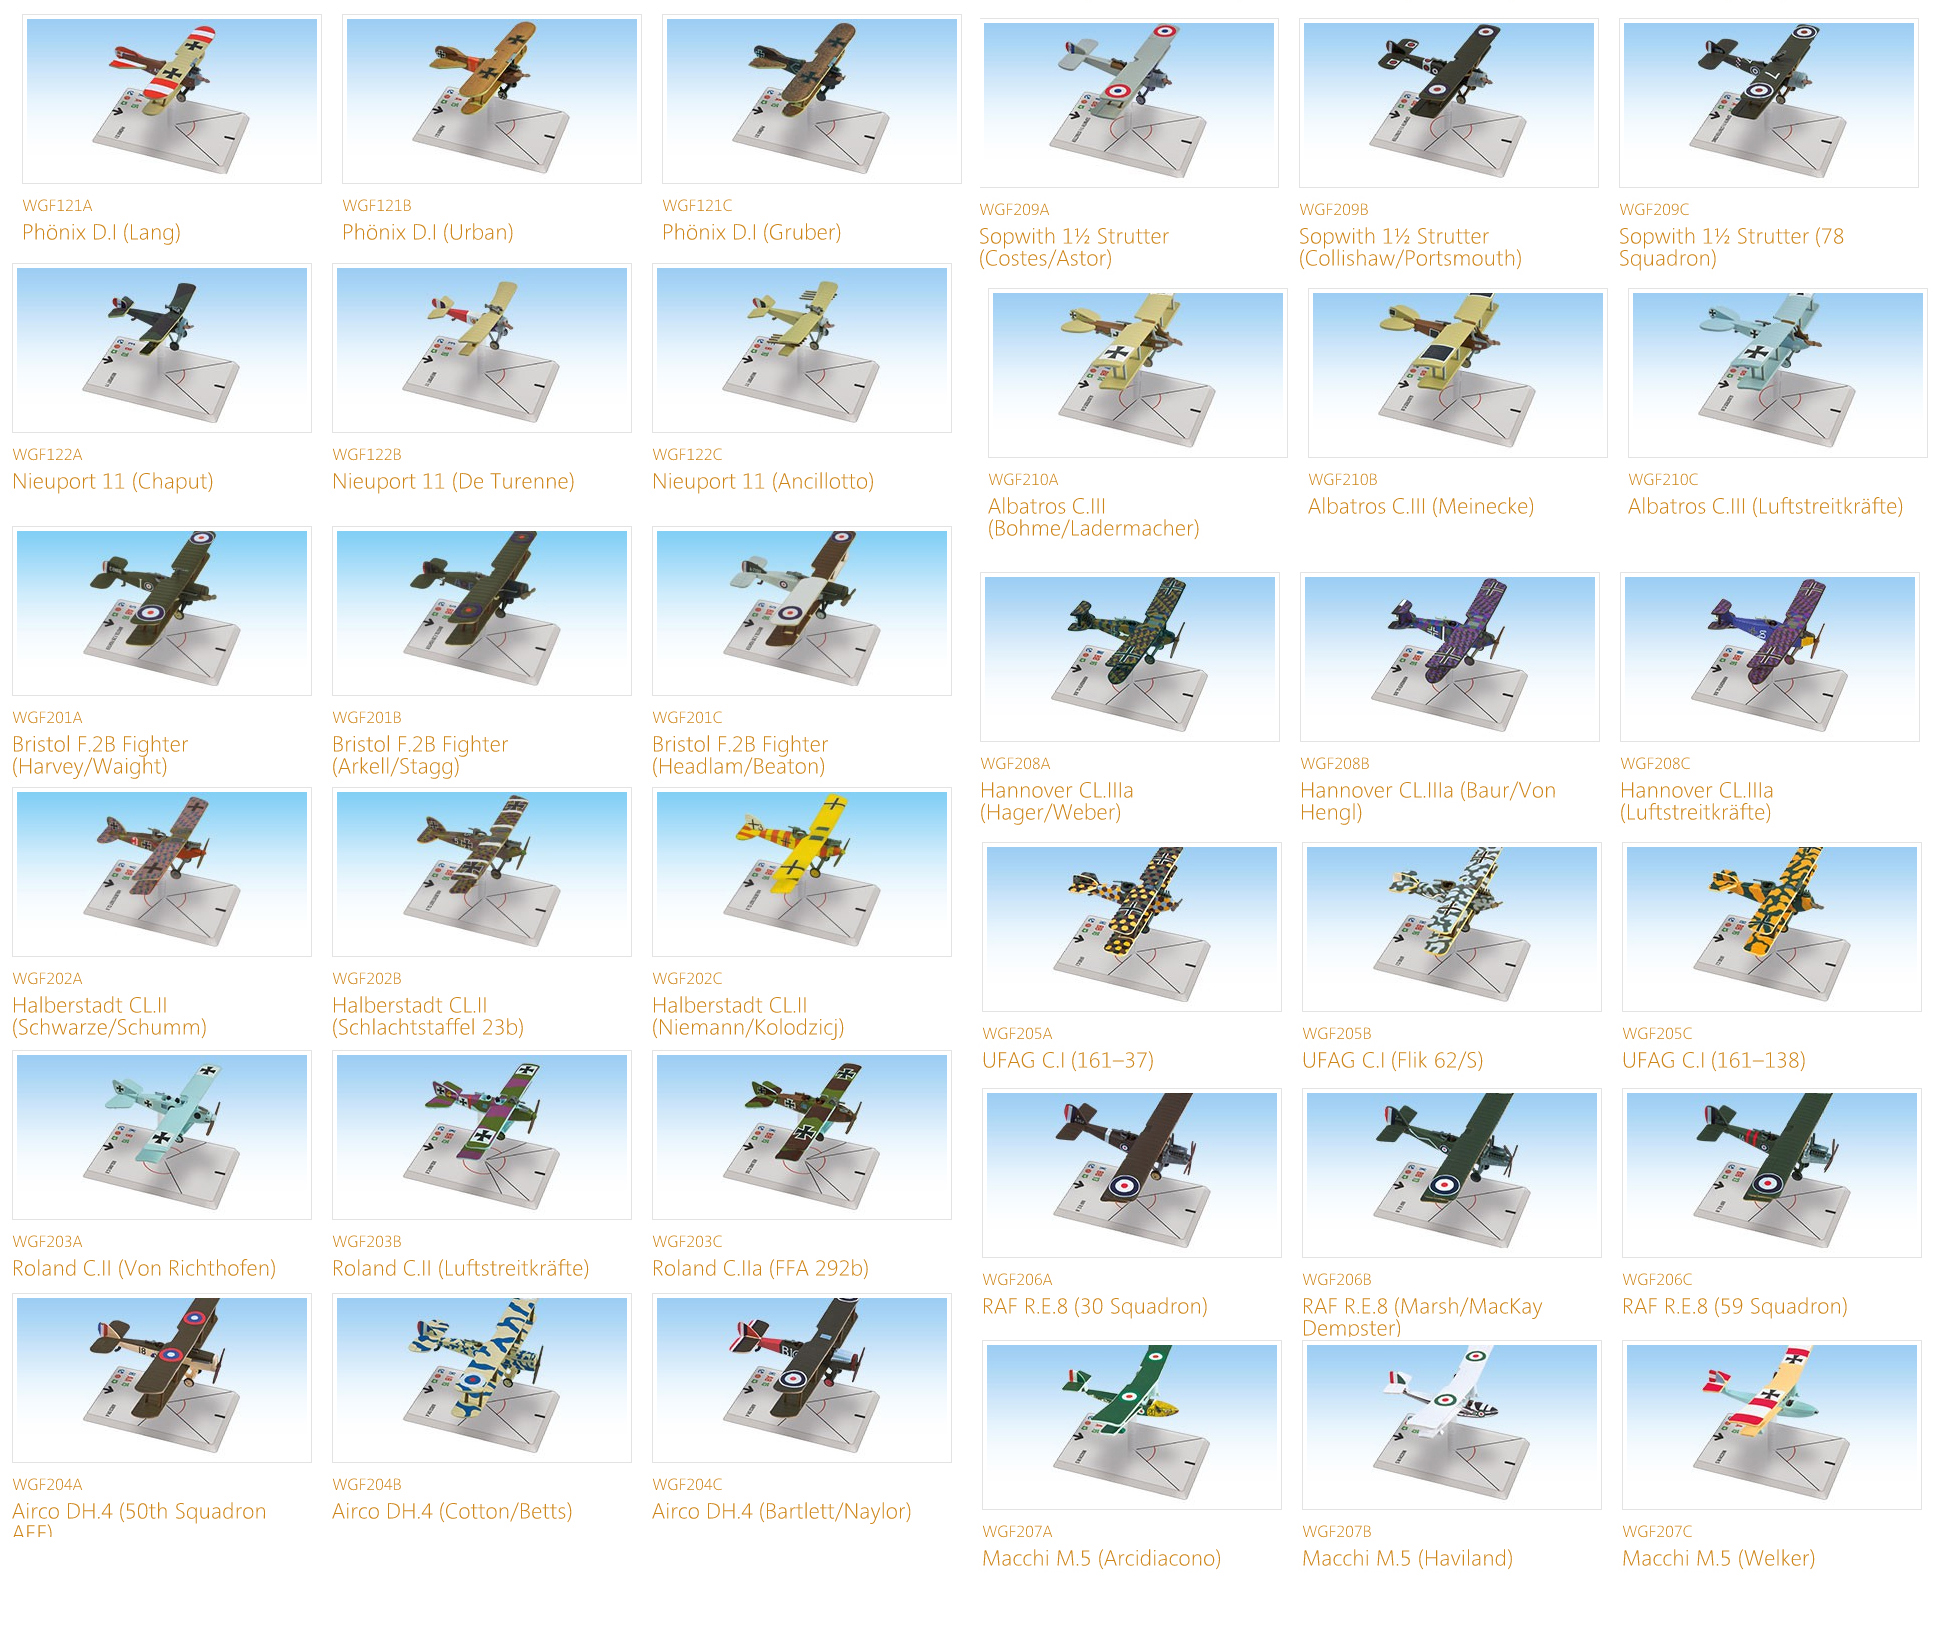 WGF121A
Phönix D.I (Lang)
WGF121B
Phönix D.I (Urban)
WGF121C
Phönix D.I (Gruber)
WGF209A
Sopwith 1½ Strutter
(Costes/Astor)
WGF209B
Sopwith 1½ Strutter
(Collishaw/Portsmouth)
WGF209C
Sopwith 1½ Strutter (78
Squadron)
WGF122A
Nieuport 11 (Chaput)
WGF122B
Nieuport 11 (De Turenne)
WGF122C
Nieuport 11 (Ancillotto)
WGF210A
Albatros C.III
(Bohme/Ladermacher)
WGF210B
Albatros C.III (Meinecke)
WGF210C
Albatros C.III (Luftstreitkräfte)
WGF201A
Bristol F.2B Fighter
(Harvey/Waight)
WGF201B
Bristol F.2B Fighter
(Arkell/Stagg)
WGF201C
Bristol F.2B Fighter
(Headlam/Beaton)
WGF208A
Hannover CL.IIIa
(Hager/Weber)
WGF208B
Hannover CL.IIIa (Baur/Von
Hengl)
WGF208C
Hannover CL.IIIa
(Luftstreitkräfte)
WGF202A
Halberstadt CL.II
(Schwarze/Schumm)
WGF202B
Halberstadt CL.II
(Schlachtstaffel 23b)
WGF202C
Halberstadt CL.II
(Niemann/Kolodzicj)
WGF205A
UFAG C.I (161–37)
WGF205B
UFAG C.I (Flik 62/S)
WGF205C
UFAG C.I (161–138)
WGF203A
Roland C.II (Von Richthofen)
WGF203B
Roland C.II (Luftstreitkräfte)
WGF203C
Roland C.IIa (FFA 292b)
WGF206A
RAF R.E.8 (30 Squadron)
WGF206B
RAF R.E.8 (Marsh/MacKay
Dempster)
WGF206C
RAF R.E.8 (59 Squadron)
WGF204A
Airco DH.4 (50th Squadron
AEF)
WGF204B
Airco DH.4 (Cotton/Betts)
WGF204C
Airco DH.4 (Bartlett/Naylor)
WGF207A
Macchi M.5 (Arcidiacono)
WGF207B
Macchi M.5 (Haviland)
WGF207C
Macchi M.5 (Welker)